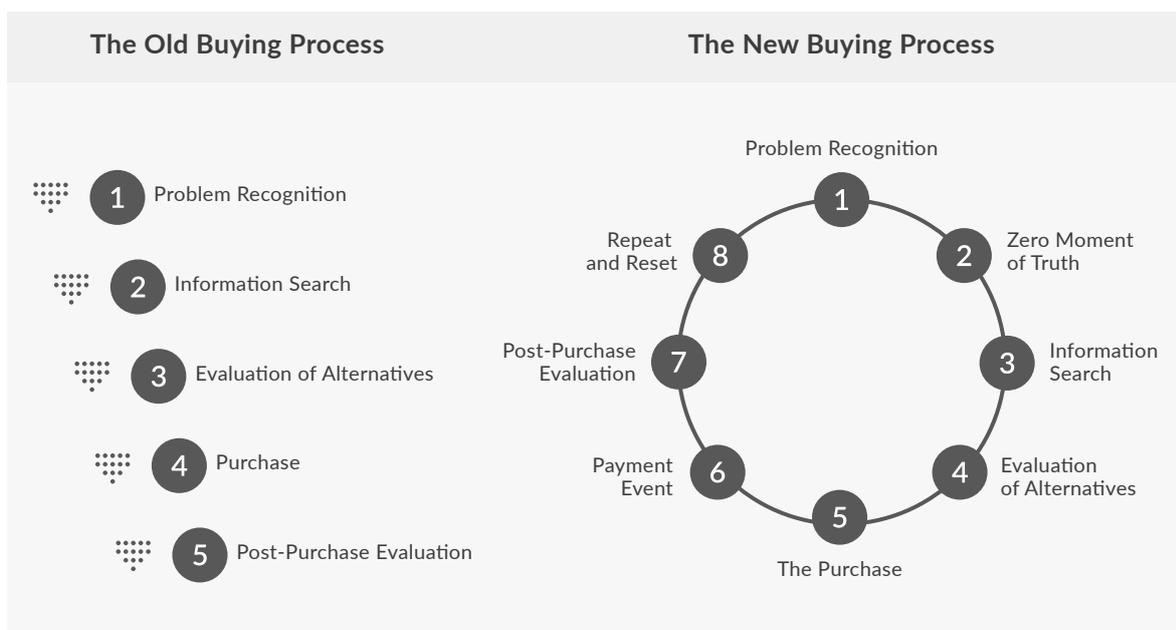 The Old Buying Process
1 Problem Recognition
2 Information Search
3 Evaluation of Alternatives
4 Purchase
5 Post-Purchase Evaluation
The New Buying Process
Problem Recognition
1
2
Zero Moment
of Truth
3
Information
Search
4
Evaluation
of Alternatives
5
The Purchase
6
Payment
Event
7
Post-Purchase
Evaluation
8
Repeat
and Reset